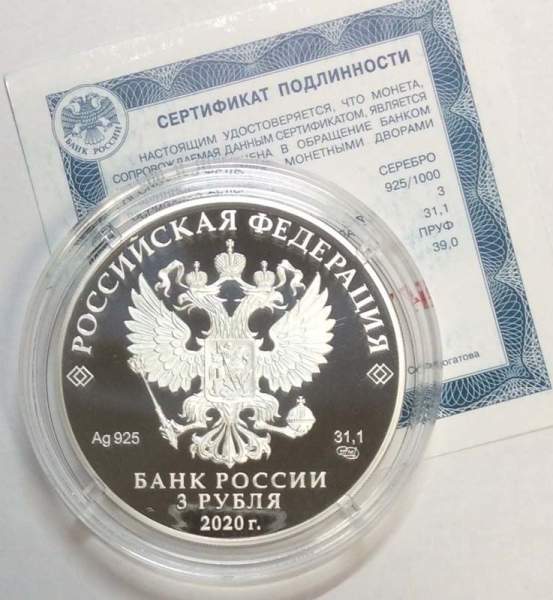 БАНК РОССИИ
СЕРТИФИКАТ ПОДЛИННОСТИ
НАСТОЯЩИМ УДОСТОВЕРЯЕТСЯ, ЧТО МОНЕТА,
СОПРОВОЖДАЕМАЯ ДАННЫМ СЕРТИФИКАТОМ, ЯВЛЯЕТСЯ
В ОБРАЩЕНИЕ БАНКОМ
МОНЕТНЫМИ ДВОРАМИ
СЕРЕБРО
925/1000
3
31,1
ПРУФ
39,0
РОССИЙСКАЯ ФЕДЕРАЦИЯ
Ag 925
31,1
БАНК РОССИИ
3 РУБЛЯ
2020 г.